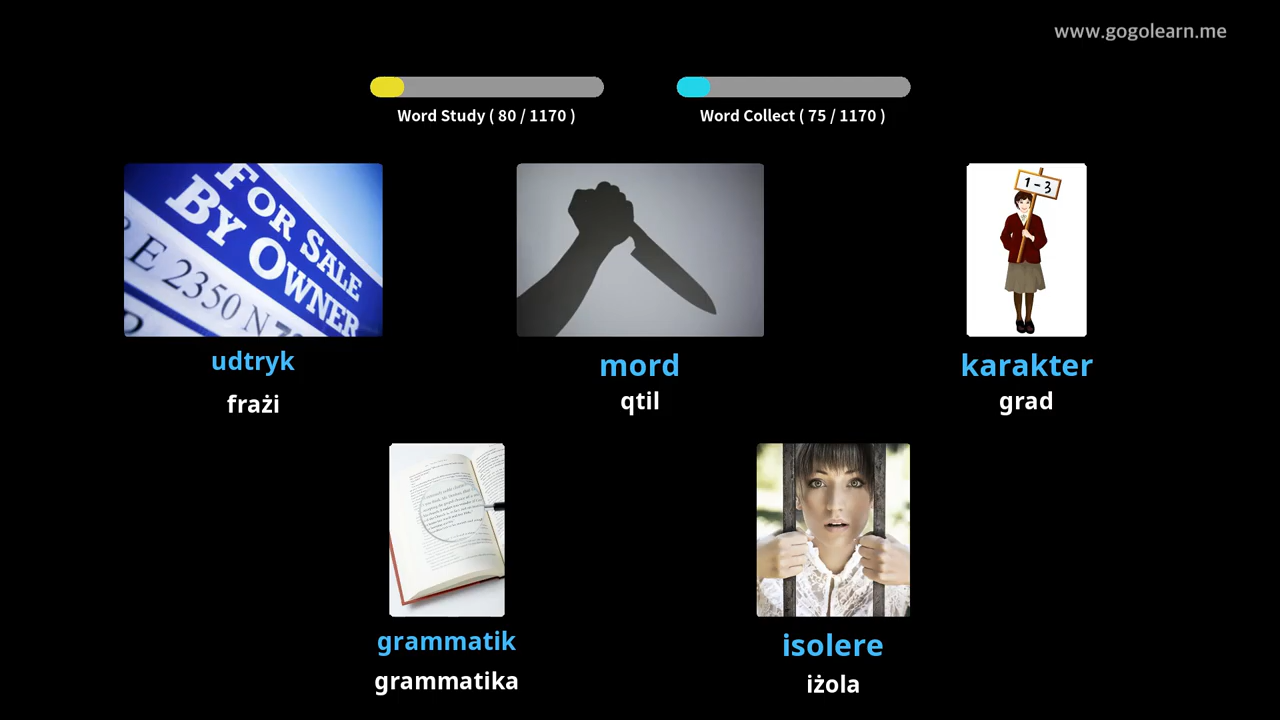 www.gogolearn.me
Word Study ( 80 / 1170 )
Word Collect ( 75 / 1170 )
FOR SALE
BY OWNER
E 2350 N
1 - 3
udtryk
frażi
mord
qtil
karakter
grad
grammatik
grammatika
isolere
iżola